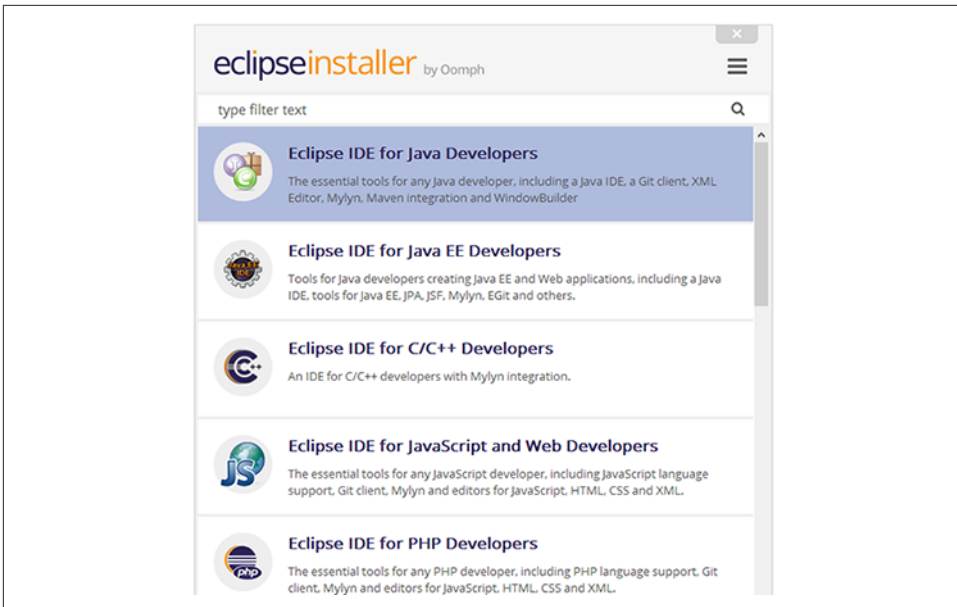 eclipseinstaller by Oomph
type filter text
Eclipse IDE for Java Developers
The essential tools for any Java developer, including a Java IDE, a Git client, XML
Editor, Mylyn, Maven integration and WindowBuilder
Java EE
IDE
Eclipse IDE for Java EE Developers
Tools for Java developers creating Java EE and Web applications, including a Java
IDE, tools for Java EE, JPA, JSF, Mylyn, EGit and others.
C++
Eclipse IDE for C/C++ Developers
An IDE for C/C++ developers with Mylyn integration.
JS
Eclipse IDE for JavaScript and Web Developers
The essential tools for any JavaScript developer, including JavaScript language
support, Git client, Mylyn and editors for JavaScript, HTML, CSS and XML.
php
Eclipse IDE for PHP Developers
The essential tools for any PHP developer, including PHP language support, Git
client, Mylyn and editors for JavaScript, HTML, CSS and XML.